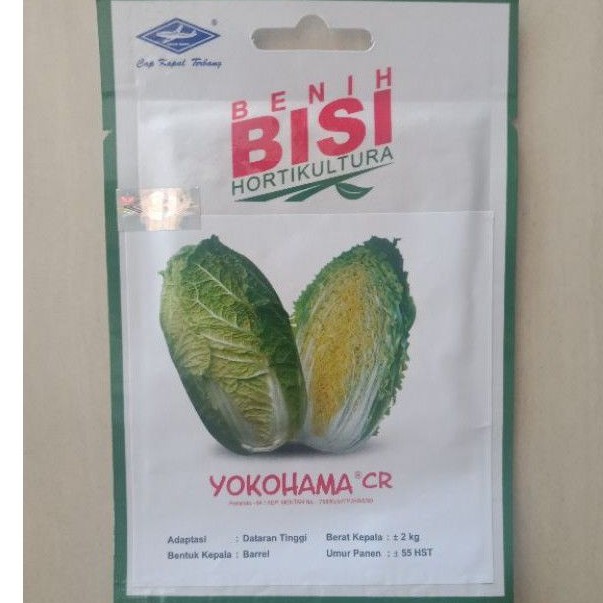 Cap Kapal Terbang
BENIH
BISI
HORTIKULTURA
YOKOHAMA® CR
Adaptasi : Dataran Tinggi
Bentuk Kepala : Barrel
Berat Kepala : ± 2 kg
Umur Panen : ± 55 HST